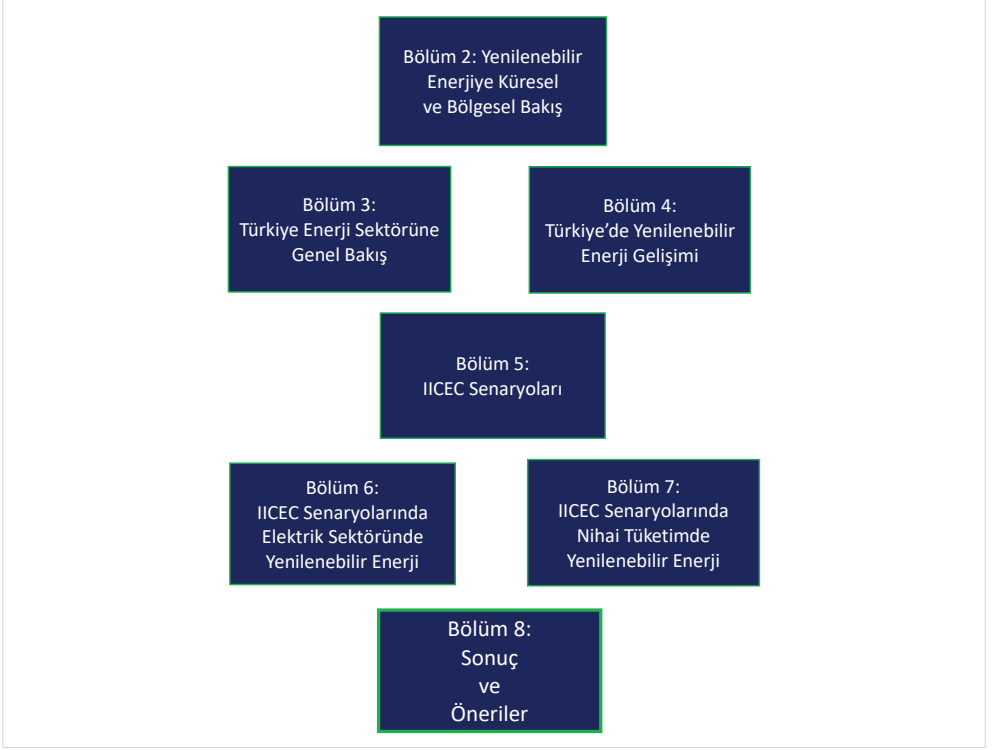 Bölüm 2: Yenilenebilir
Enerjiye Küresel
ve Bölgesel Bakış
Bölüm 3:
Türkiye Enerji Sektörüne
Genel Bakış
Bölüm 4:
Türkiye’de Yenilenebilir
Enerji Gelişimi
Bölüm 5:
IICEC Senaryoları
Bölüm 6:
IICEC Senaryolarında
Elektrik Sektöründe
Yenilenebilir Enerji
Bölüm 7:
IICEC Senaryolarında
Nihai Tüketimde
Yenilenebilir Enerji
Bölüm 8:
Sonuç
ve
Öneriler